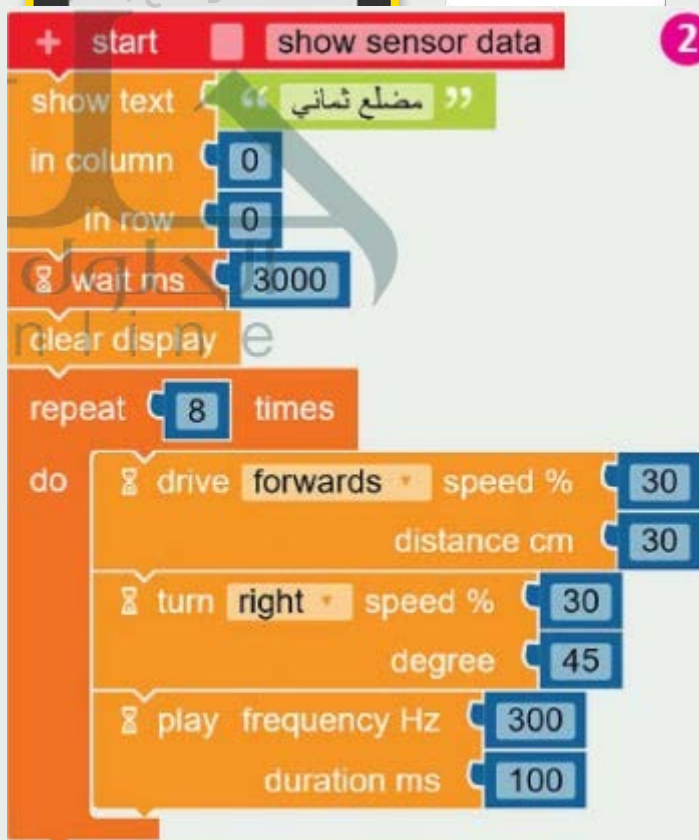 + start show sensor data
2
show text “ مضلع ثماني ”
in column 0
in row 0
wait ms 3000
clear display
repeat 8 times
do drive forwards speed % 30
distance cm 30
turn right speed % 30
degree 45
play frequency Hz 300
duration ms 100
الحلول
nline